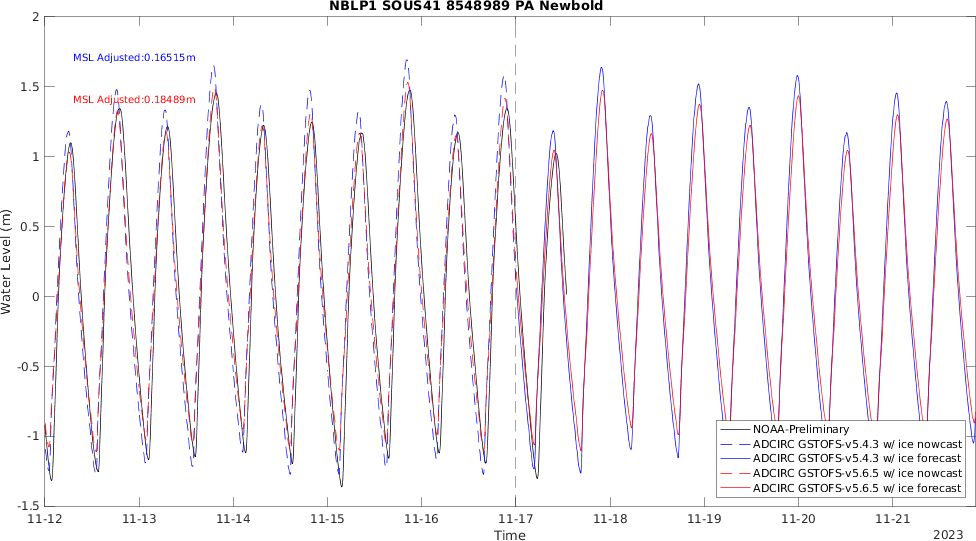 NBLP1 SOUS41 8548989 PA Newbold
MSL Adjusted:0.16515m
MSL Adjusted:0.18489m
Water Level (m)
2
1.5
1
0.5
0
-0.5
-1
-1.5
NOAA-Preliminary
ADCIRC GSTOFS-v5.4.3 w/ ice nowcast
ADCIRC GSTOFS-v5.4.3 w/ ice forecast
ADCIRC GSTOFS-v5.6.5 w/ ice nowcast
ADCIRC GSTOFS-v5.6.5 w/ ice forecast
11-12 11-13 11-14 11-15 11-16 11-17 11-18 11-19 11-20 11-21
Time
2023